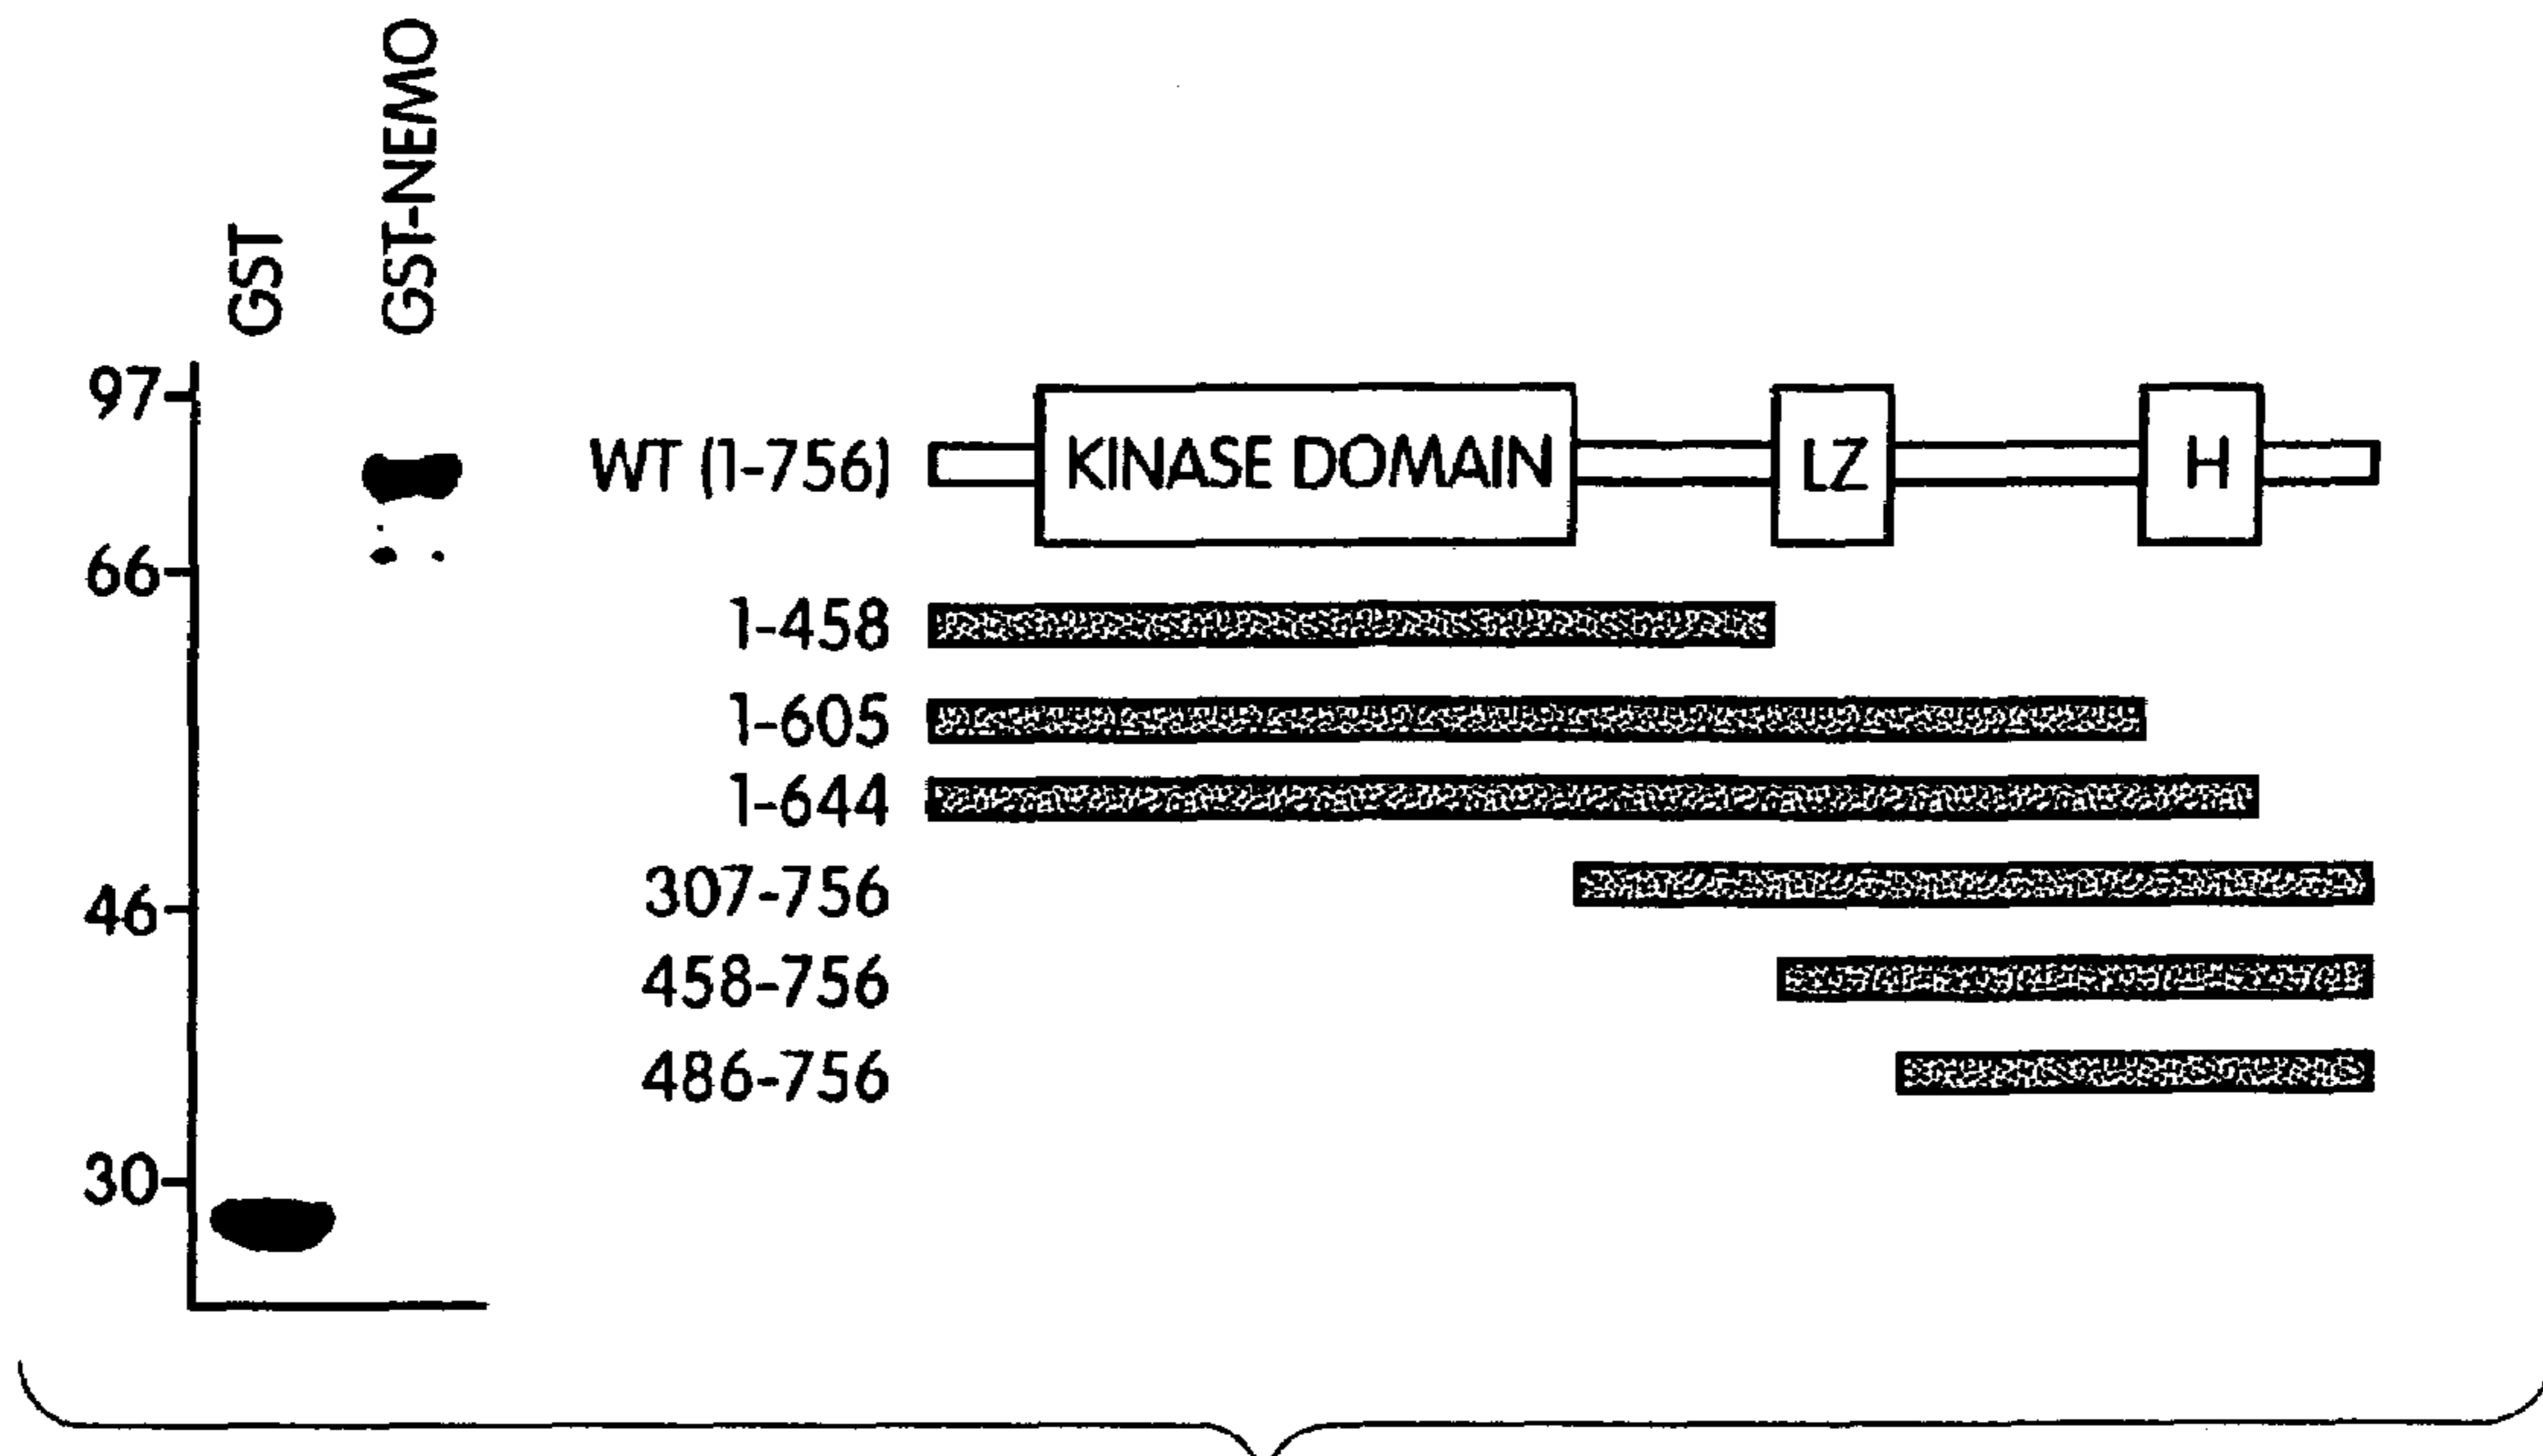 GST
GST-NEMO
97
66
46
30
WT (1-756)
KINASE DOMAIN
LZ
H
1-458
1-605
1-644
307-756
458-756
486-756